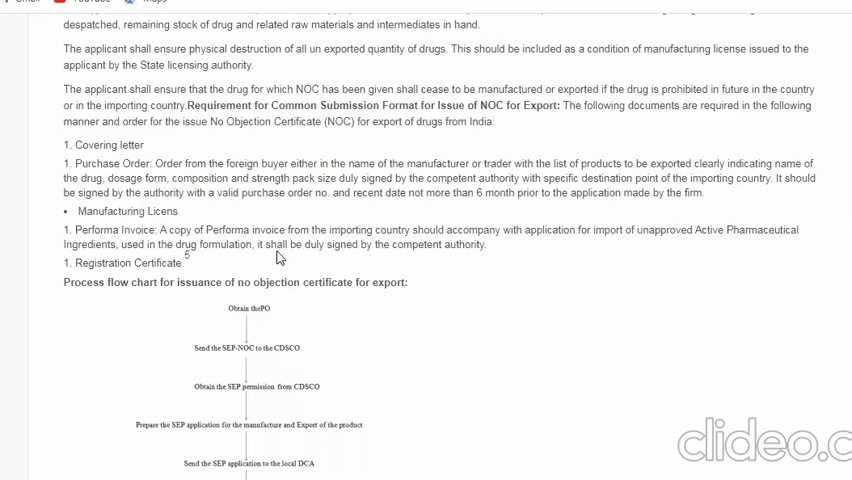 YouTube
Maps
despatched, remaining stock of drug and related raw materials and intermediates in hand.
The applicant shall ensure physical destruction of all un exported quantity of drugs. This should be included as a condition of manufacturing license issued to the
applicant by the State licensing authority.
The applicant shall ensure that the drug for which NOC has been given shall cease to be manufactured or exported if the drug is prohibited in future in the country
or in the importing country.Requirement for Common Submission Format for Issue of NOC for Export: The following documents are required in the following
manner and order for the issue No Objection Certificate (NOC) for export of drugs from India:
1. Covering letter
1. Purchase Order: Order from the foreign buyer either in the name of the manufacturer or trader with the list of products to be exported clearly indicating name of
the drug, dosage form, composition and strength pack size duly signed by the competent authority with specific destination point of the importing country. It should
be signed by the authority with a valid purchase order no. and recent date not more than 6 month prior to the application made by the firm.
• Manufacturing Licens
1. Performa Invoice: A copy of Performa invoice from the importing country should accompany with application for import of unapproved Active Pharmaceutical
Ingredients, used in the drug formulation, it shall be duly signed by the competent authority.
1. Registration Certificate 5
Process flow chart for issuance of no objection certificate for export:
Obtain thePO
Send the SEP-NOC to the CDSCO
Obtain the SEP permission from CDSCO
Prepare the SEP application for the manufacture and Export of the product
Send the SEP application to the local DCA
clideo.c